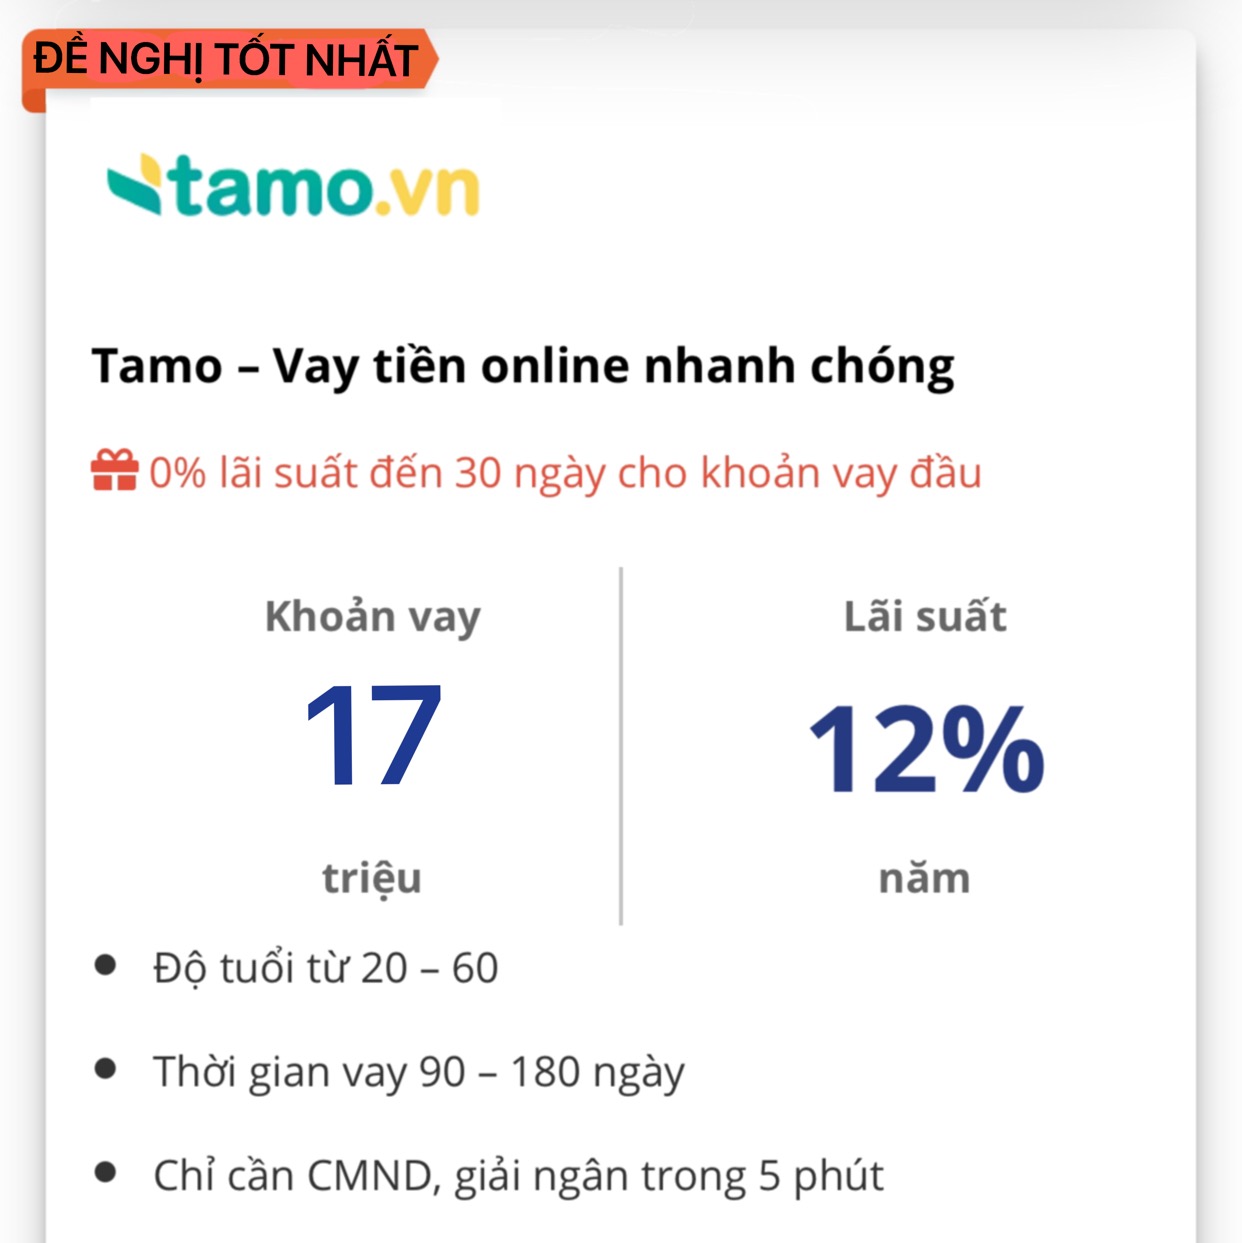 ĐỀ NGHỊ TỐT NHẤT
tamo.vn
Tamo – Vay tiền online nhanh chóng
0% lãi suất đến 30 ngày cho khoản vay đầu
Khoản vay
17
triệu
Lãi suất
12%
năm
Độ tuổi từ 20 – 60
Thời gian vay 90 – 180 ngày
Chỉ cần CMND, giải ngân trong 5 phút